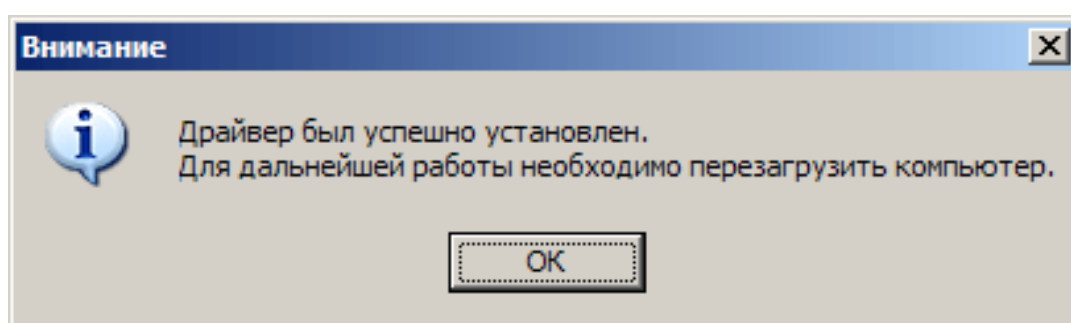 Внимание
Драйвер был успешно установлен.
Для дальнейшей работы необходимо перезагрузить компьютер.
OK